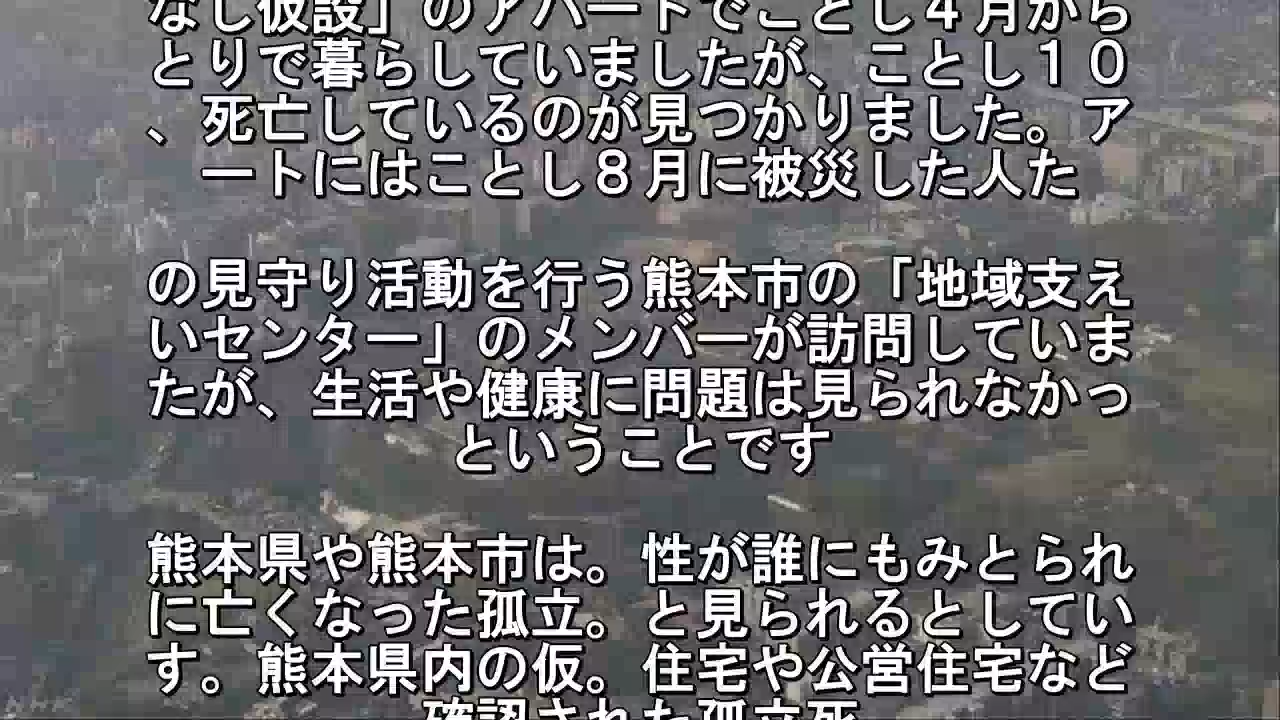 なし仮設」のアパートでことし４月から
とりで暮らしていましたが、ことし１０
、死亡しているのが見つかりました。ア
ートにはことし８月に被災した人た
の見守り活動を行う熊本市の「地域支え
いセンター」のメンバーが訪問していま
たが、生活や健康に問題は見られなかっ
ということです
熊本県や熊本市は。性が誰にもみとられ
に亡くなった孤立。と見られるとしてい
す。熊本県内の仮。住宅や公営住宅など
確認された孤立死
NHK